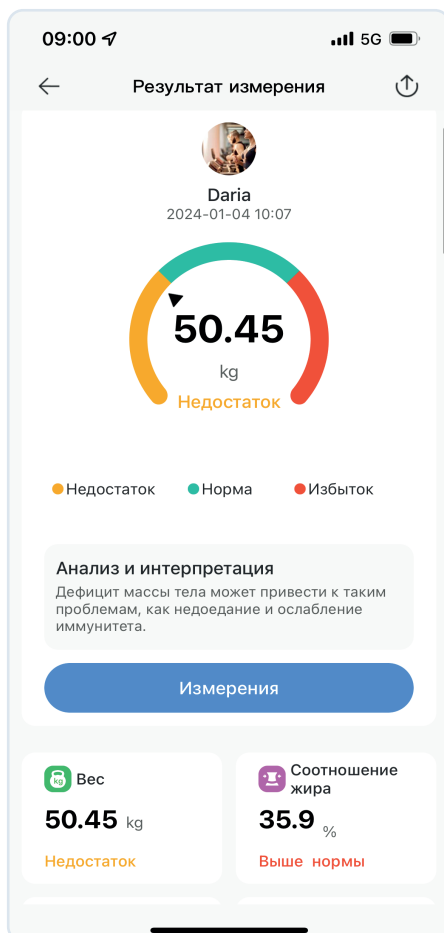 09:00
5G
Результат измерения
Daria
2024-01-04 10:07
50.45
kg
Недостаток
Недостаток Норма Избыток
Анализ и интерпретация
Дефицит массы тела может привести к таким
проблемам, как недоедание и ослабление
иммунитета.
Измерения
kg
Вес
50.45 kg
Недостаток
Соотношение
жира
35.9 %
Выше нормы